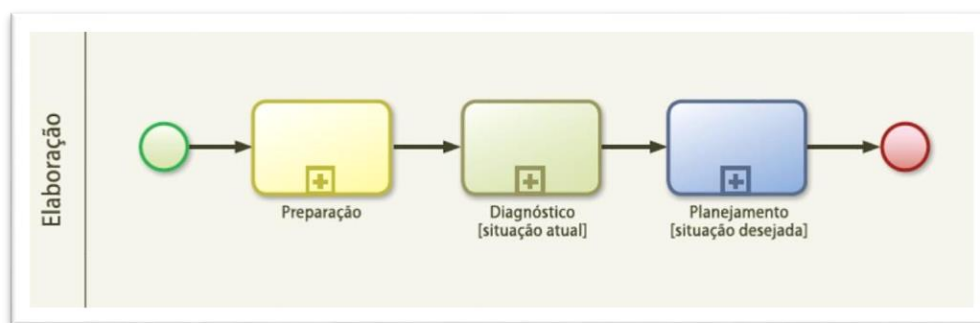 Elaboração
Preparação
Diagnóstico
[situação atual]
Planejamento
[situação desejada]